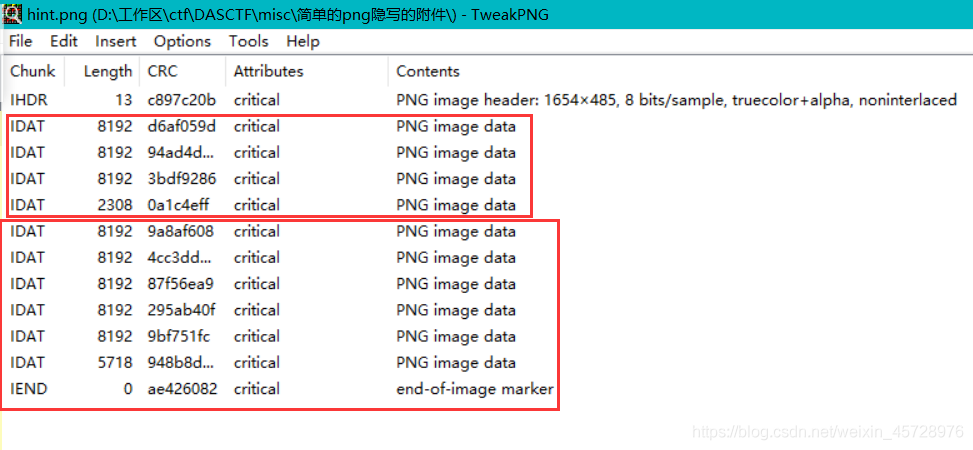 hint.png (D:\工作区\ctf\DASCTF\misc\简单的png隐写的附件\) - TweakPNG
File Edit Insert Options Tools Help
Chunk Length CRC Attributes Contents
IHDR 13 c897c20b critical PNG image header: 1654×485, 8 bits/sample, truecolor+alpha, noninterlaced
IDAT 8192 d6af059d critical PNG image data
IDAT 8192 94ad4d... critical PNG image data
IDAT 8192 3bdf9286 critical PNG image data
IDAT 2308 0a1c4eff critical PNG image data
IDAT 8192 9a8af608 critical PNG image data
IDAT 8192 4cc3dd... critical PNG image data
IDAT 8192 87f56ea9 critical PNG image data
IDAT 8192 295ab40f critical PNG image data
IDAT 8192 9bf751fc critical PNG image data
IDAT 5718 948b8d... critical PNG image data
IEND 0 ae426082 critical end-of-image marker
https://blog.csdn.net/weixin_45728976